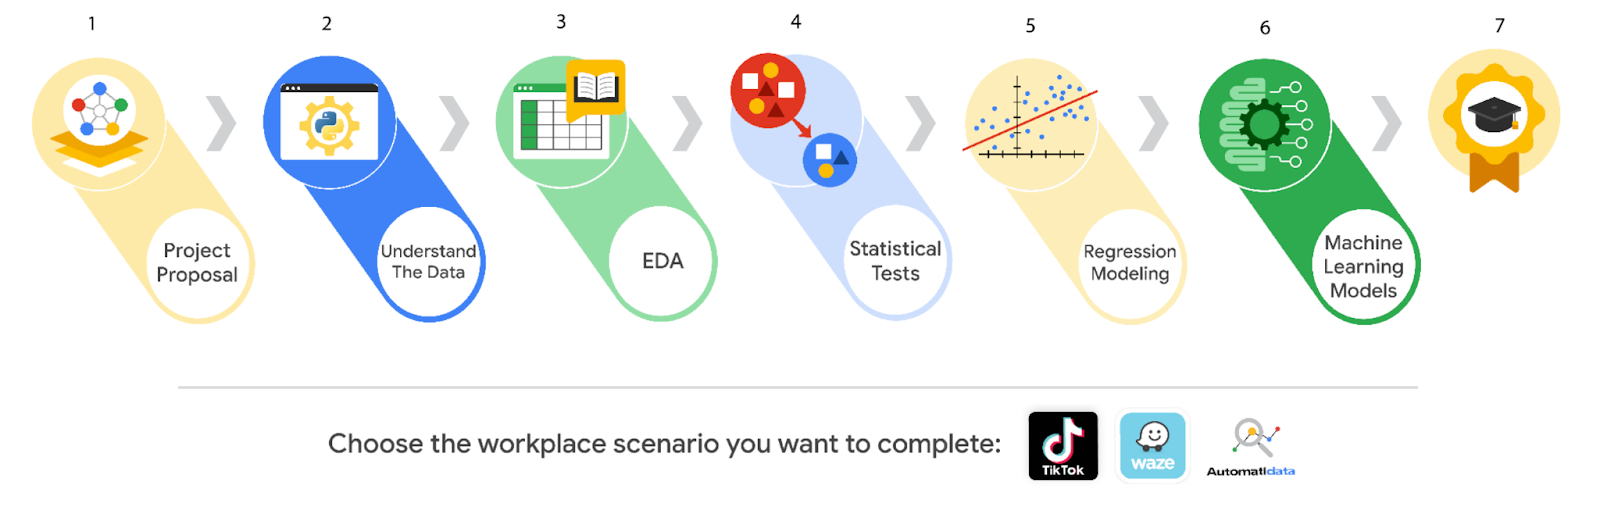 1
2
3
4
5
6
7
Project
Proposal
Understand
The Data
EDA
Statistical
Tests
Regression
Modeling
Machine
Learning
Models
Choose the workplace scenario you want to complete:
TikTok
waze
Automatidata